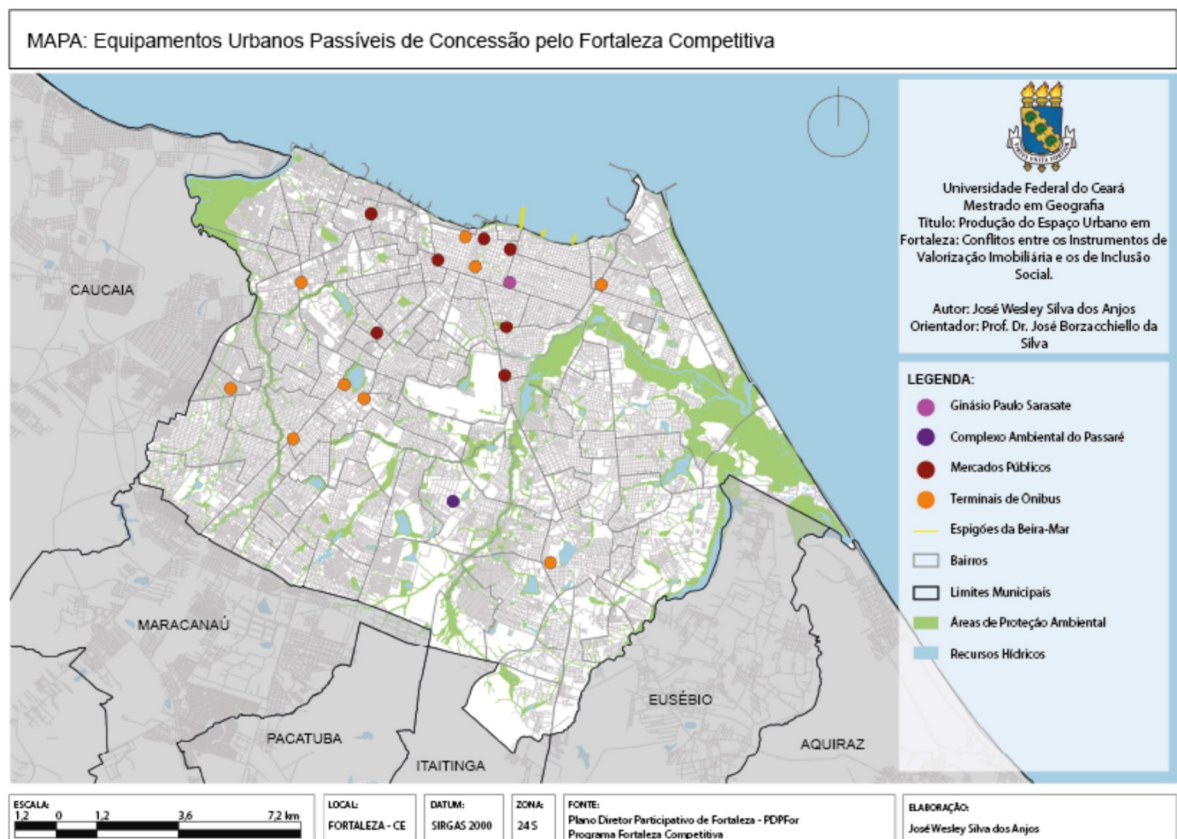 MAPA: Equipamentos Urbanos Passíveis de Concessão pelo Fortaleza Competitiva
Universidade Federal do Ceará
Mestrado em Geografia
Título: Produção do Espaço Urbano em
Fortaleza: Conflitos entre os Instrumentos de
Valorização Imobiliária e os de Inclusão
Social.
Autor: José Wesley Silva dos Anjos
Orientador: Prof. Dr. José Borzacchiello da
Silva
LEGENDA:
Ginásio Paulo Sarasate
Complexo Ambiental do Passaré
Mercados Públicos
Terminais de Ônibus
Espigões da Beira-Mar
Bairros
Limites Municipais
Áreas de Proteção Ambiental
Recursos Hídricos
CAUCAIA
MARACANAÚ
PACATUBA
ITAITINGA
EUSÉBIO
AQUIRAZ
ESCALA:
1,2 0 1,2 3,6 7,2 km
LOCAL:
FORTALEZA - CE
DATUM:
SIRGAS 2000
ZONA:
24 S
FONTE:
Plano Diretor Participativo de Fortaleza - PDPFor
Programa Fortaleza Competitiva
ELABORAÇÃO:
José Wesley Silva dos Anjos